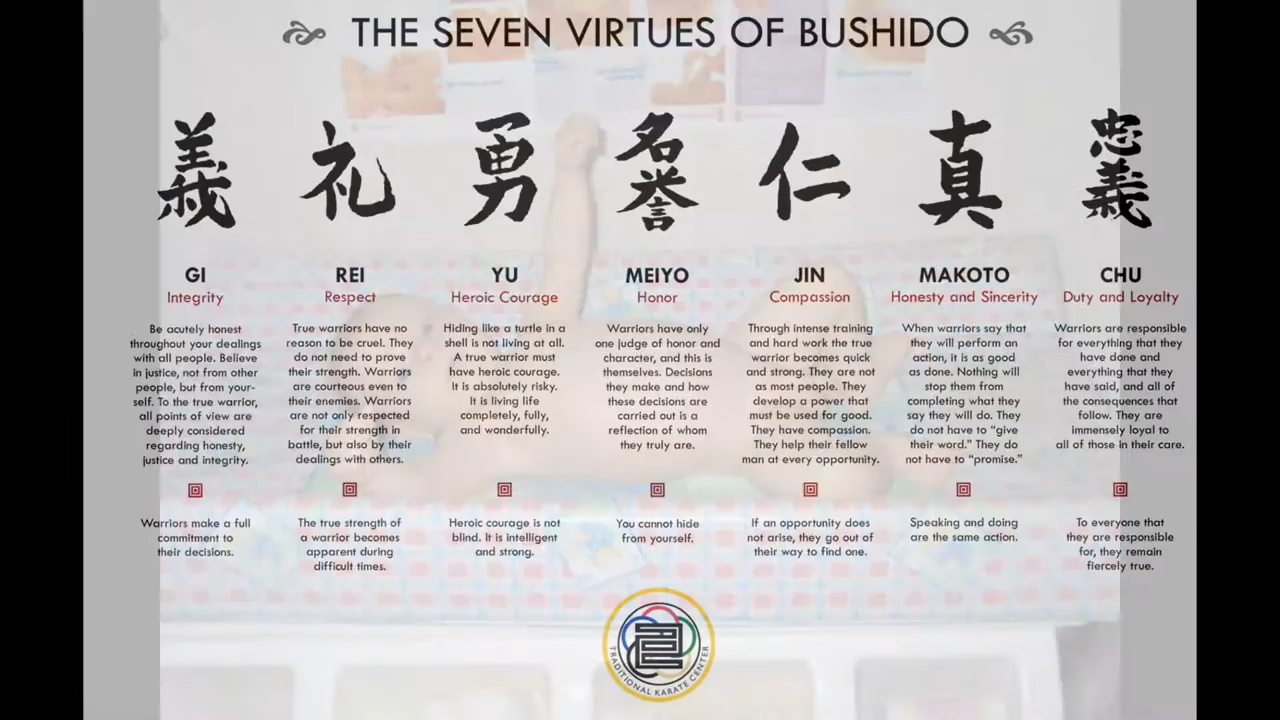 THE SEVEN VIRTUES OF BUSHIDO
義
礼
勇
名誉
仁
真
忠義
GI
Integrity
Be acutely honest
throughout your dealings
with all people. Believe
in justice, not from other
people, but from your-
self. To the true warrior,
all points of view are
deeply considered
regarding honesty,
justice and integrity.
Warriors make a full
commitment to
their decisions.
REI
Respect
True warriors have no
reason to be cruel. They
do not need to prove
their strength. Warriors
are courteous even to
their enemies. Warriors
are not only respected
for their strength in
battle, but also by their
dealings with others.
The true strength of
a warrior becomes
apparent during
difficult times.
YU
Heroic Courage
Hiding like a turtle in a
shell is not living at all.
A true warrior must
have heroic courage.
It is absolutely risky.
It is living life
completely, fully,
and wonderfully.
Heroic courage is not
blind. It is intelligent
and strong.
MEIYO
Honor
Warriors have only
one judge of honor and
character, and this is
themselves. Decisions
they make and how
these decisions are
carried out is a
reflection of whom
they truly are.
You cannot hide
from yourself.
JIN
Compassion
Through intense training
and hard work the true
warrior becomes quick
and strong. They are not
as most people. They
develop a power that
must be used for good.
They have compassion.
They help their fellow
man at every opportunity.
If an opportunity does
not arise, they go out of
their way to find one.
MAKOTO
Honesty and Sincerity
When warriors say that
they will perform an
action, it is as good
as done. Nothing will
stop them from
completing what they
say they will do. They
do not have to “give
their word.” They do
not have to “promise.”
Speaking and doing
are the same action.
CHU
Duty and Loyalty
Warriors are responsible
for everything that they
have done and
everything that they
have said, and all of
the consequences that
follow. They are
immensely loyal to
all of those in their care.
To everyone that
they are responsible
for, they remain
fiercely true.
TRADITIONAL KARATE CENTER